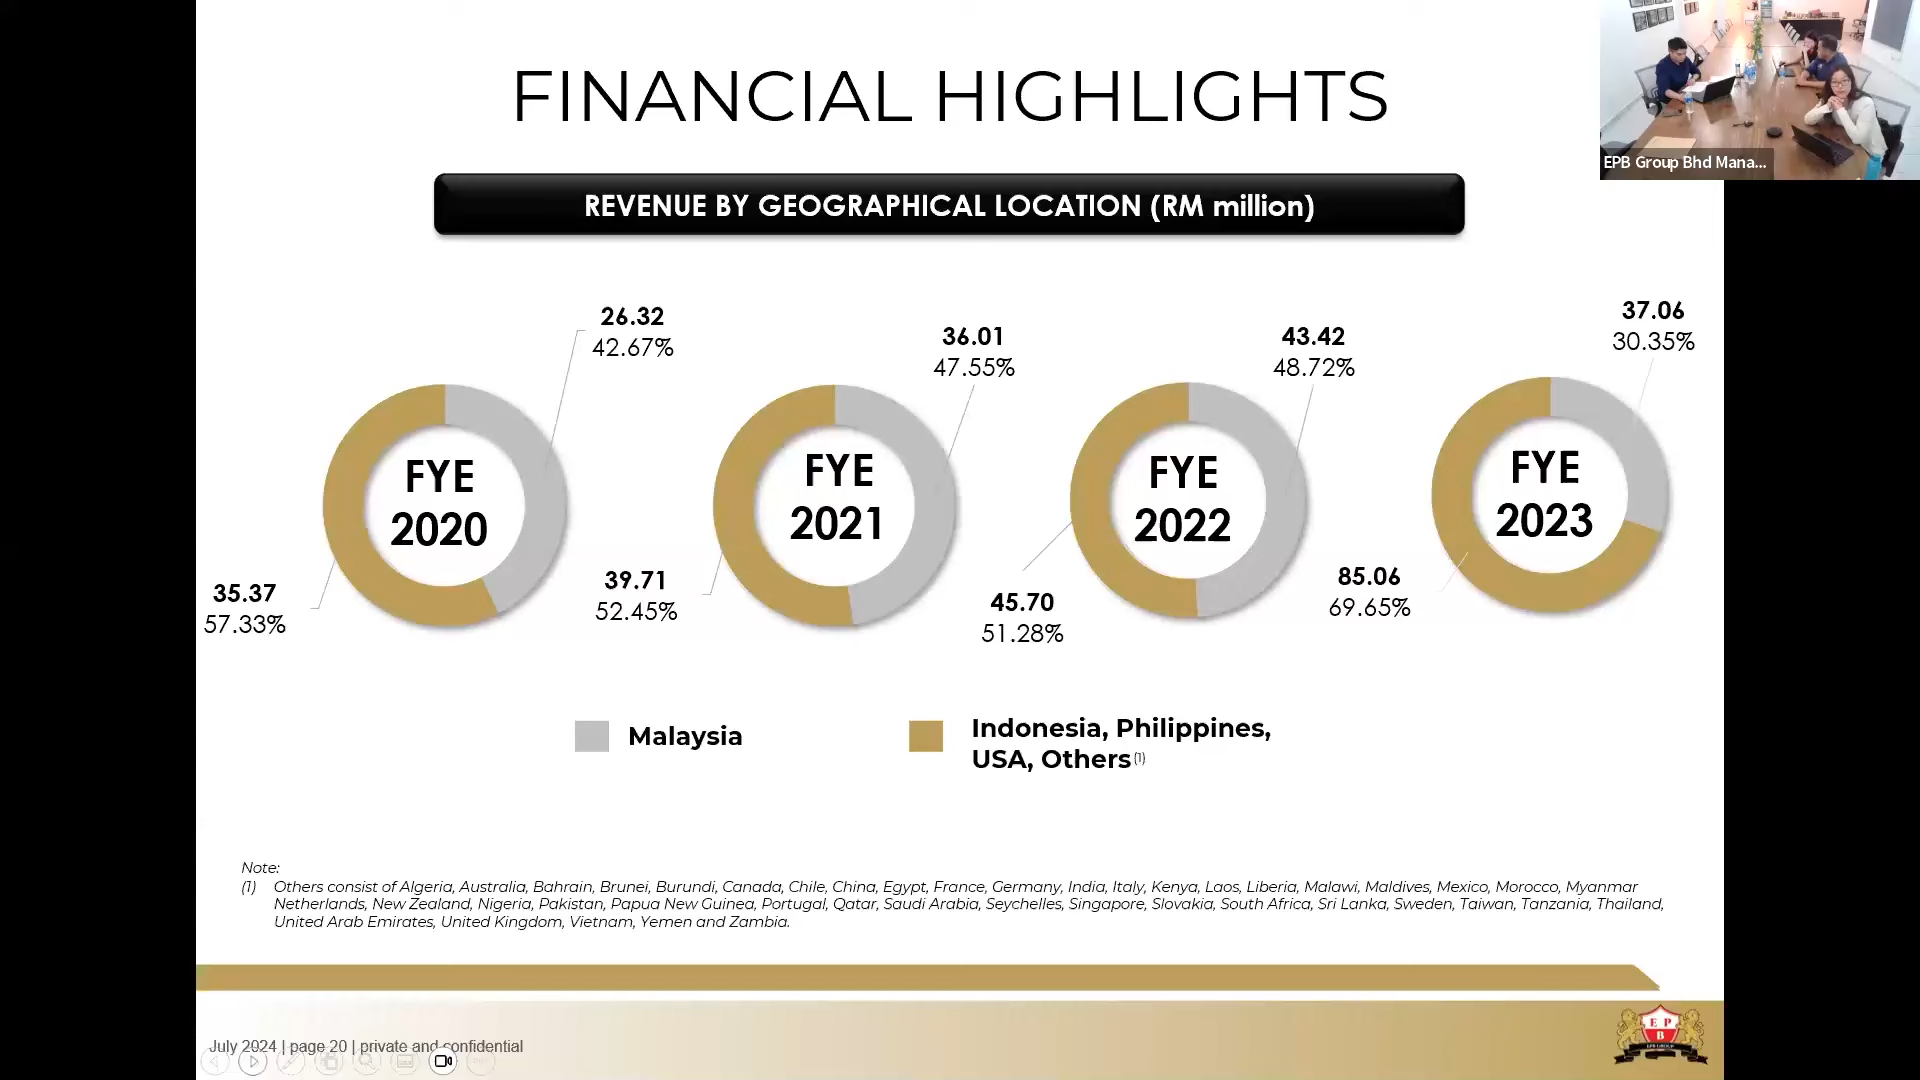 FINANCIAL HIGHLIGHTS
EPB Group Bhd Mana...
REVENUE BY GEOGRAPHICAL LOCATION (RM million)
26.32
42.67%
FYE
2020
35.37
57.33%
36.01
47.55%
FYE
2021
39.71
52.45%
43.42
48.72%
FYE
2022
45.70
51.28%
37.06
30.35%
FYE
2023
85.06
69.65%
Malaysia
Indonesia, Philippines,
USA, Others (1)
Note:
(1) Others consist of Algeria, Australia, Bahrain, Brunei, Burundi, Canada, Chile, China, Egypt, France, Germany, India, Italy, Kenya, Laos, Liberia, Malawi, Maldives, Mexico, Morocco, Myanmar
Netherlands, New Zealand, Nigeria, Pakistan, Papua New Guinea, Portugal, Qatar, Saudi Arabia, Seychelles, Singapore, Slovakia, South Africa, Sri Lanka, Sweden, Taiwan, Tanzania, Thailand,
United Arab Emirates, United Kingdom, Vietnam, Yemen and Zambia.
July 2024 | page 20 | private and confidential
E P
B
EPB GROUP